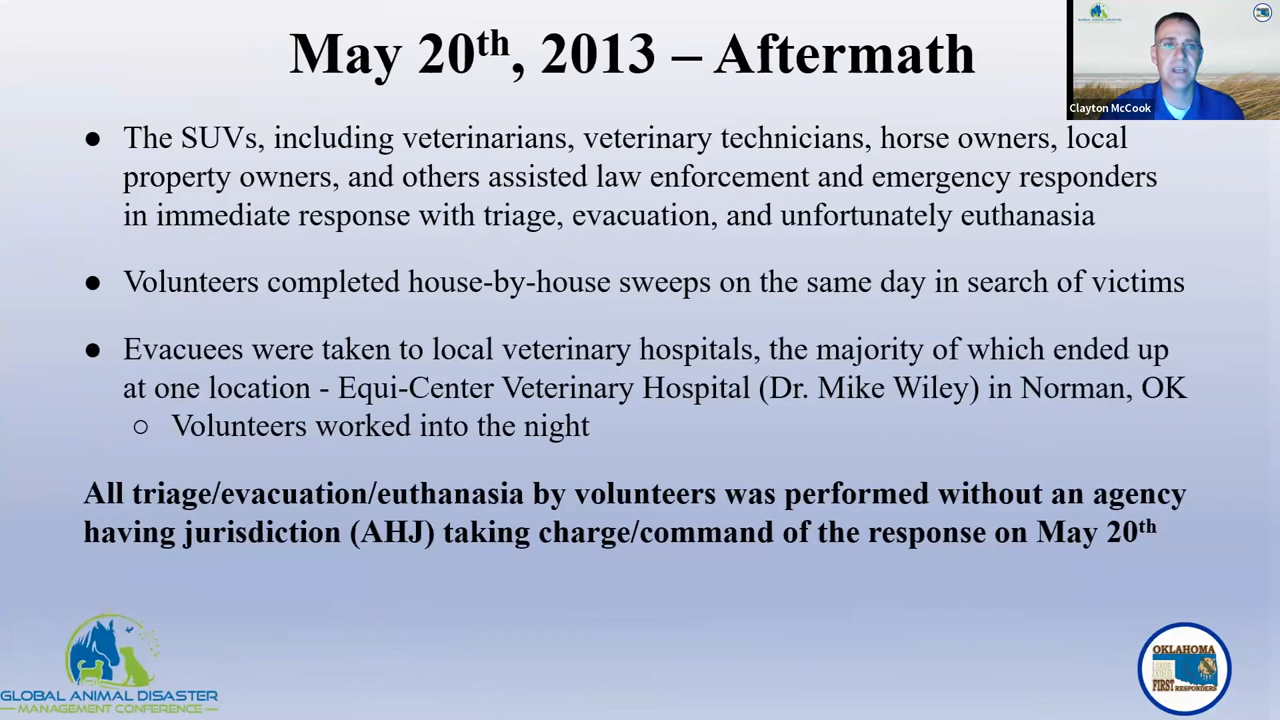 May 20th, 2013 – Aftermath
GLOBAL ANIMAL DISASTER
Clayton McCook
● The SUVs, including veterinarians, veterinary technicians, horse owners, local
property owners, and others assisted law enforcement and emergency responders
in immediate response with triage, evacuation, and unfortunately euthanasia
● Volunteers completed house-by-house sweeps on the same day in search of victims
● Evacuees were taken to local veterinary hospitals, the majority of which ended up
at one location - Equi-Center Veterinary Hospital (Dr. Mike Wiley) in Norman, OK
○ Volunteers worked into the night
All triage/evacuation/euthanasia by volunteers was performed without an agency
having jurisdiction (AHJ) taking charge/command of the response on May 20th
GLOBAL ANIMAL DISASTER
MANAGEMENT CONFERENCE
OKLAHOMA
LARGE ANIMAL
FIRST RESPONDERS